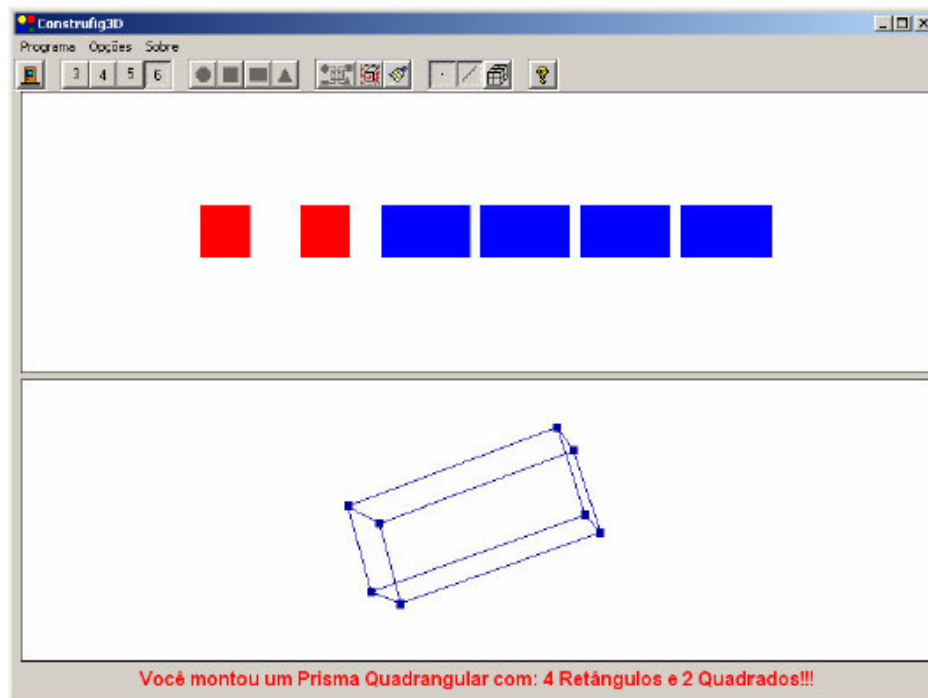 Construfig3D
Programa Opções Sobre
3 4 5 6 ?
Você montou um Prisma Quadrangular com: 4 Retângulos e 2 Quadrados!!!